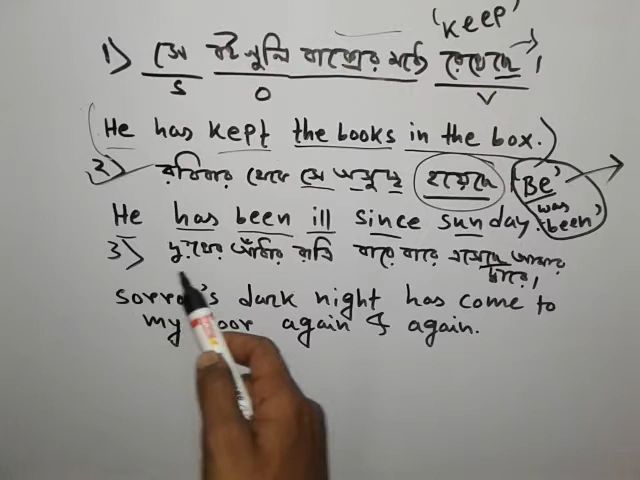 'Keep'
1) সে বই গুলি বাক্সের মধ্যে রেখেছে।
S O V
He has kept the books in the box.
2) রবিবার থেকে সে অসুস্থ হয়েছে 'Be'
was
been'
He has been ill since sunday.
3) দুঃখের আঁধার রাত্রি বারে বারে এসেছে আমার
দ্বারে।
Sorrow's dark night has come to
my door again & again.